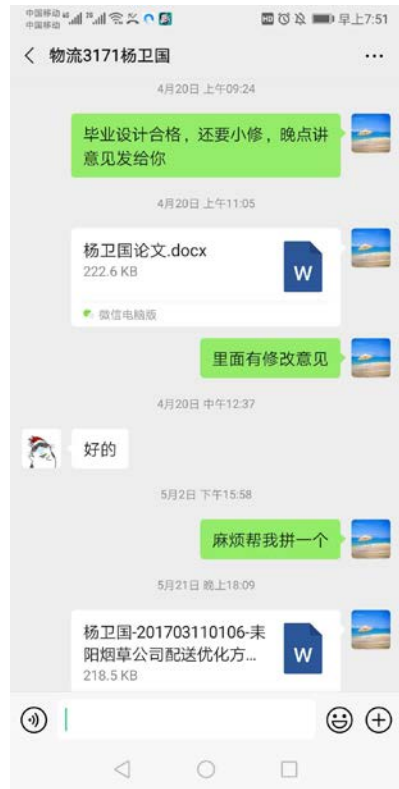 中国移动
中国移动
早上7:51
物流3171杨卫国
4月20日 上午09:24
毕业设计合格，还要小修，晚点讲
意见发给你
4月20日 上午11:05
杨卫国论文.docx
222.6 KB
W
微信电脑版
里面有修改意见
4月20日 中午12:37
好的
5月2日 下午15:58
麻烦帮我拼一个
5月21日 晚上18:09
杨卫国-201703110106-耒
阳烟草公司配送优化方...
218.5 KB
W